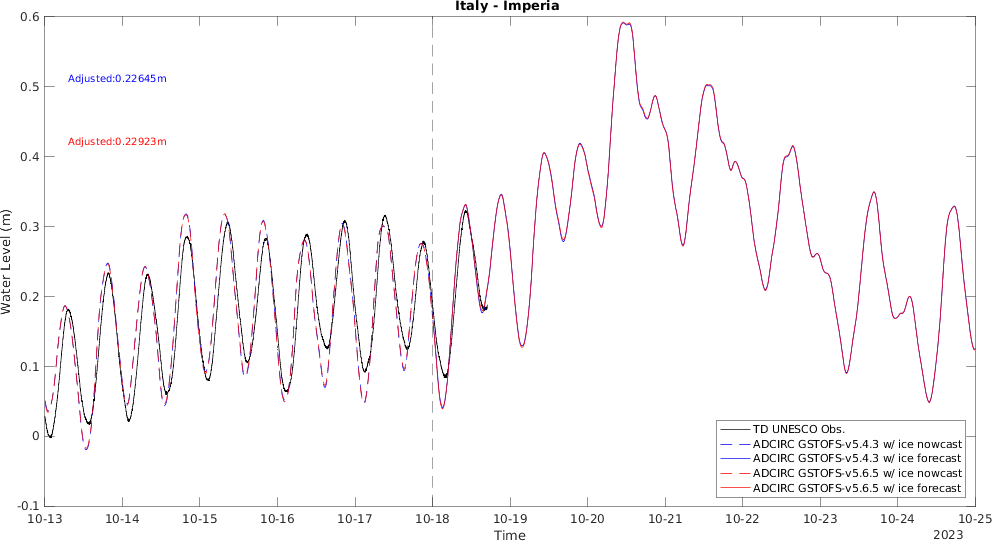 Italy - Imperia
Water Level (m)
0.6
0.5
0.4
0.3
0.2
0.1
0
-0.1
Adjusted:0.22645m
Adjusted:0.22923m
TD UNESCO Obs.
ADCIRC GSTOFS-v5.4.3 w/ ice nowcast
ADCIRC GSTOFS-v5.4.3 w/ ice forecast
ADCIRC GSTOFS-v5.6.5 w/ ice nowcast
ADCIRC GSTOFS-v5.6.5 w/ ice forecast
10-13 10-14 10-15 10-16 10-17 10-18 10-19 10-20 10-21 10-22 10-23 10-24 10-25
Time
2023